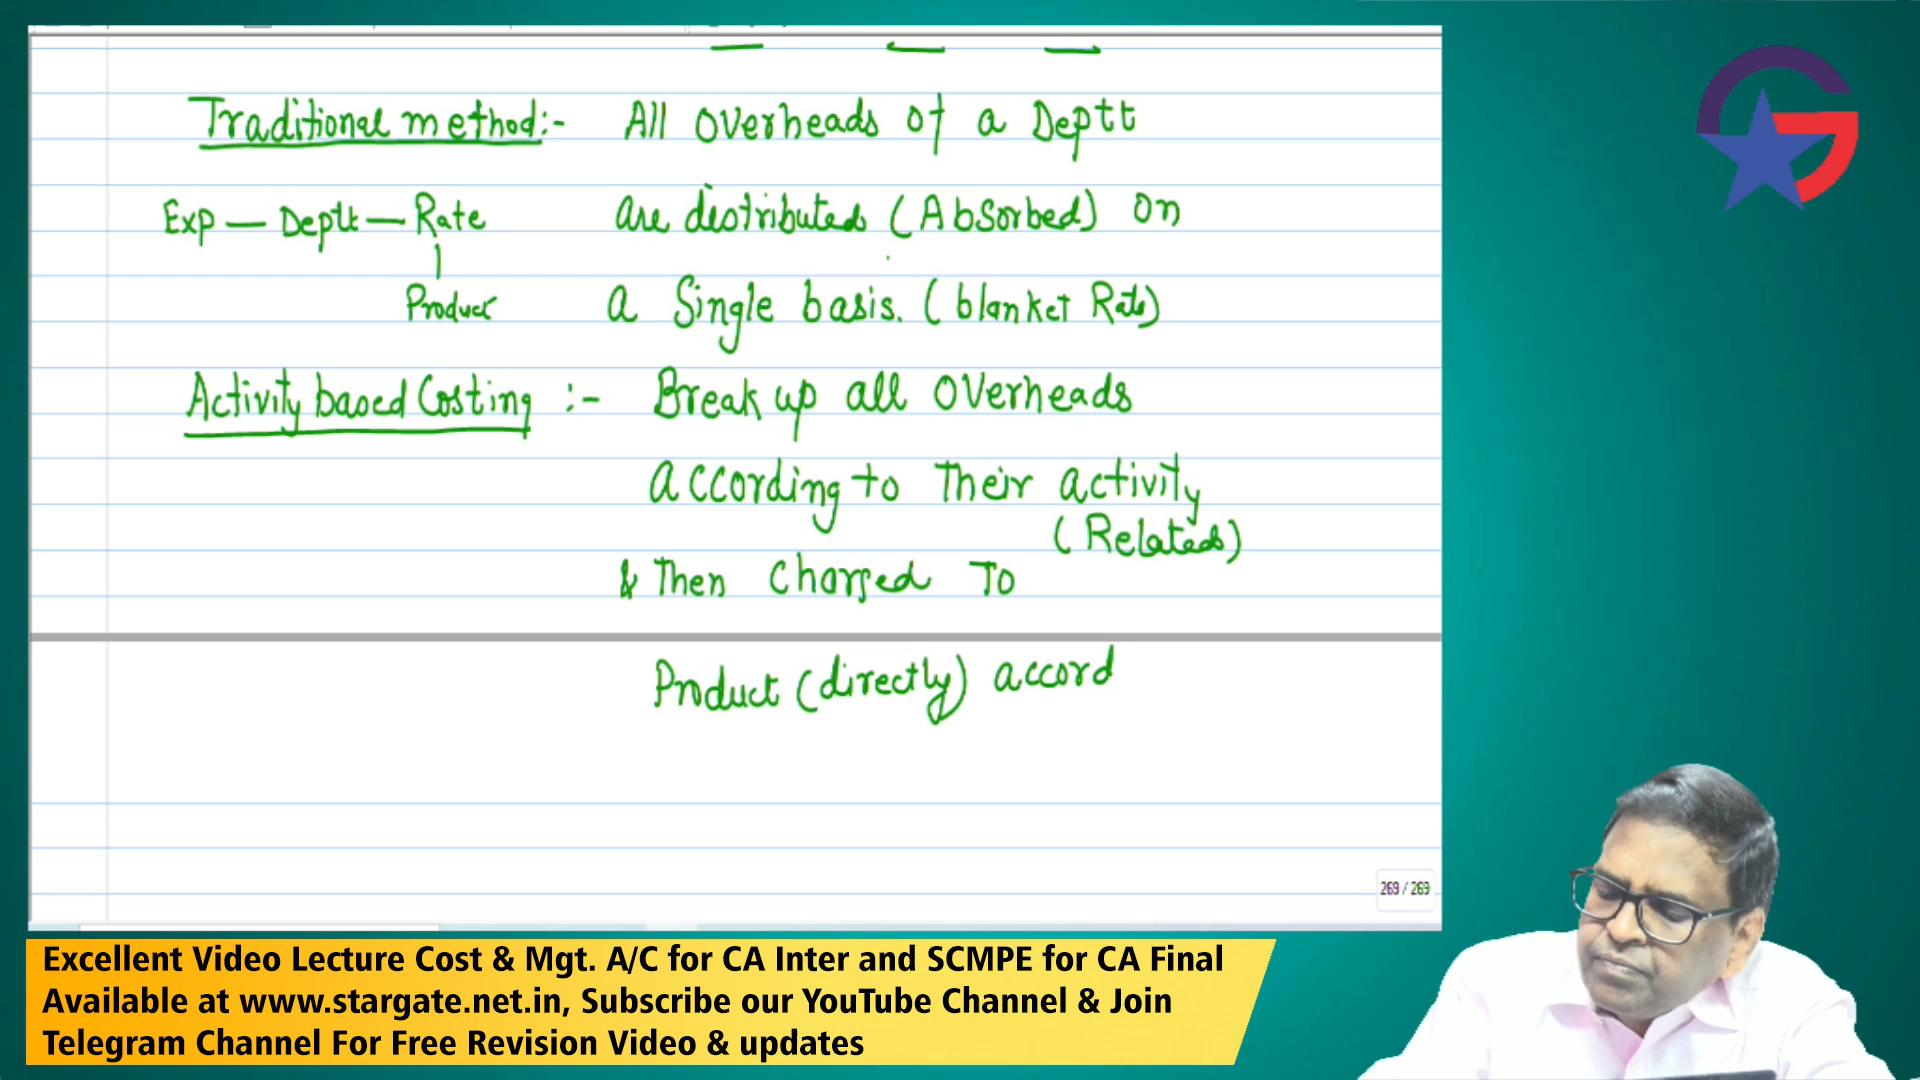 Traditional method:- All Overheads of a Deptt
Exp — Deptt — Rate are distributed (Absorbed) on
Product a Single basis. (blanket Rate)
Activity based Costing :- Break up all Overheads
according to Their activity
(Related)
& Then Charged To
Product (directly) accord
269 / 269
Excellent Video Lecture Cost & Mgt. A/C for CA Inter and SCMPE for CA Final
Available at www.stargate.net.in, Subscribe our YouTube Channel & Join
Telegram Channel For Free Revision Video & updates